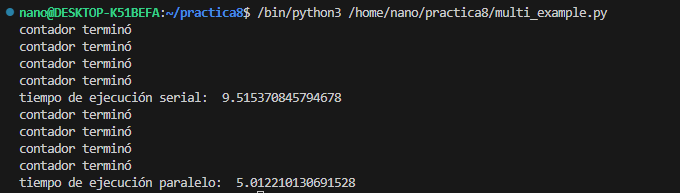 nano@DESKTOP-K51BEFA:~/practica8$ /bin/python3 /home/nano/practica8/multi_example.py
contador terminó
contador terminó
contador terminó
contador terminó
tiempo de ejecución serial:  9.515370845794678
contador terminó
contador terminó
contador terminó
contador terminó
tiempo de ejecución paralelo:  5.012210130691528